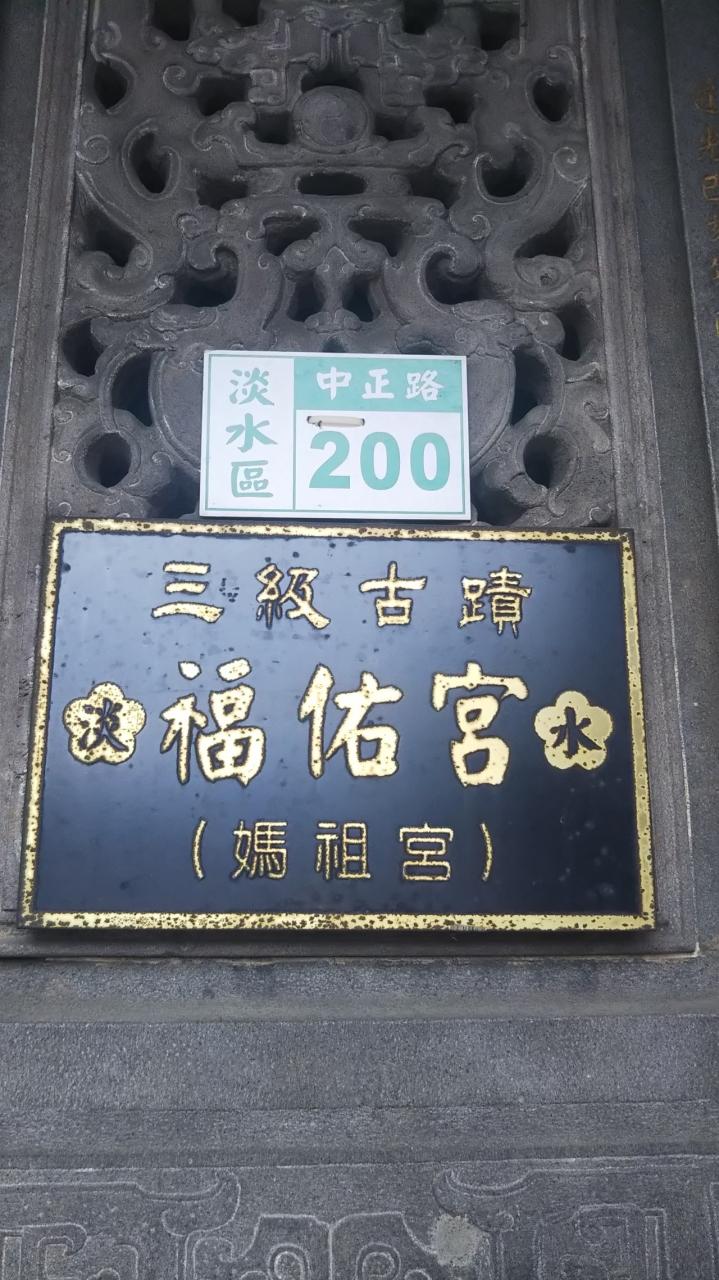 淡水區
中正路
200
三級古蹟
淡 福佑宮 水
(媽祖宮)